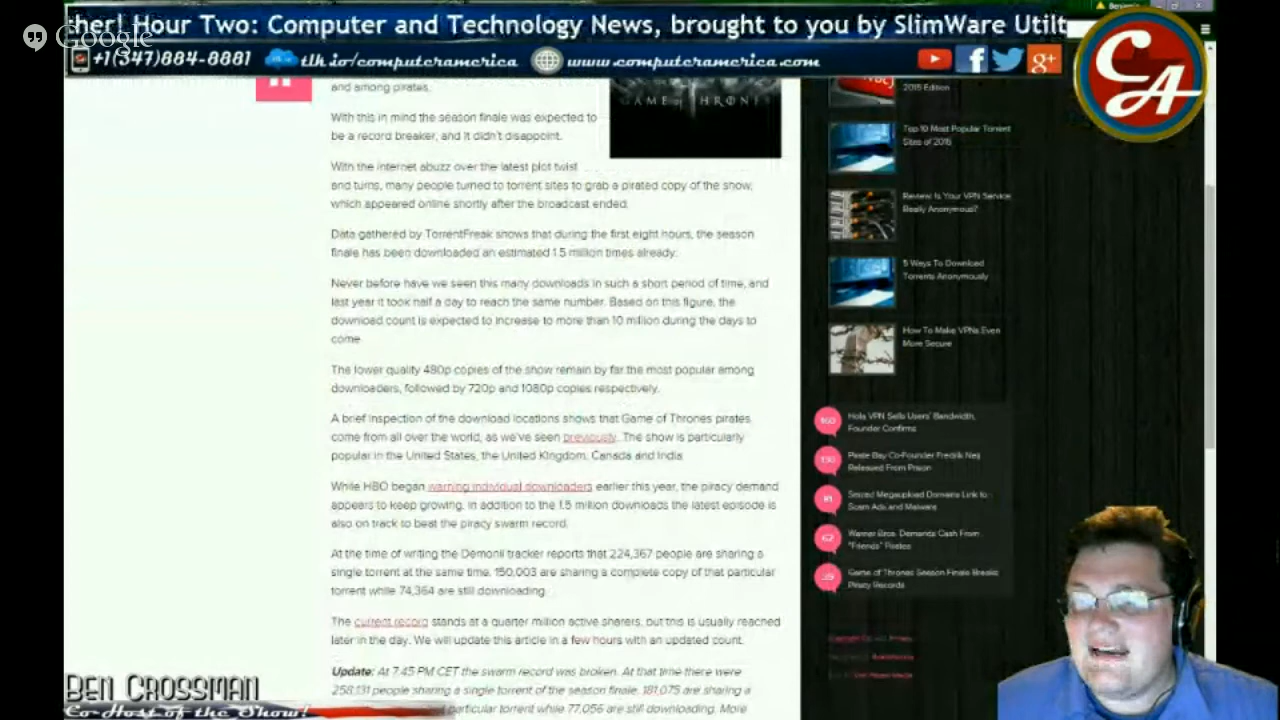 ther! Hour Two: Computer and Technology News, brought to you by SlimWare Utilt
Google
+1(347)884-8881
tlk.io/computeramerica
www.computeramerica.com
CA
and among pirates.
With this in mind the season finale was expected to
be a record breaker, and it didn't disappoint.
With the Internet abuzz over the latest plot twist
and turns, many people turned to torrent sites to grab a pirated copy of the show,
which appeared online shortly after the broadcast ended.
Data gathered by TorrentFreak shows that during the first eight hours, the season
finale has been downloaded an estimated 1.5 million times already.
Never before have we seen this many downloads in such a short period of time, and
last year it took half a day to reach the same number. Based on this figure, the
download count is expected to increase to more than 10 million during the days to
come.
The lower quality 480p copies of the show remain by far the most popular among
downloaders, followed by 720p and 1080p copies respectively.
A brief inspection of the download locations shows that Game of Thrones pirates
come from all over the world, as we've seen previously. The show is particularly
popular in the United States, the United Kingdom, Canada and India.
While HBO began warning individual downloaders earlier this year, the piracy demand
appears to keep growing. In addition to the 1.5 million downloads the latest episode is
also on track to beat the piracy swarm record.
At the time of writing the Demonii tracker reports that 224,367 people are sharing a
single torrent at the same time. 150,003 are sharing a complete copy of that particular
torrent while 74,364 are still downloading.
The current record stands at a quarter million active sharers, but this is usually reached
later in the day. We will update this article in a few hours with an updated count.
Update: At 7.45 PM CET the swarm record was broken. At that time there were
258,131 people sharing a single torrent of the season finale. 181,075 are sharing a
particular torrent while 77,056 are still downloading. More
GAME OF THRONES
2015 Edition
Top 10 Most Popular Torrent
Sites of 2015
Review: Is Your VPN Service
Really Anonymous?
5 Ways To Download
Torrents Anonymously
How To Make VPNs Even
More Secure
Hola VPN Sells Users' Bandwidth,
Founder Confirms
Pirate Bay Co-Founder Fredrik Neij
Released From Prison
Seized Megaupload Domains Link to
Scam Ads and Malware
67
Warner Bros. Demands Cash From
"Friends" Pirates
Game of Thrones Season Finale Breaks
Piracy Records
Ben Crossman
Co-Host of the Show!